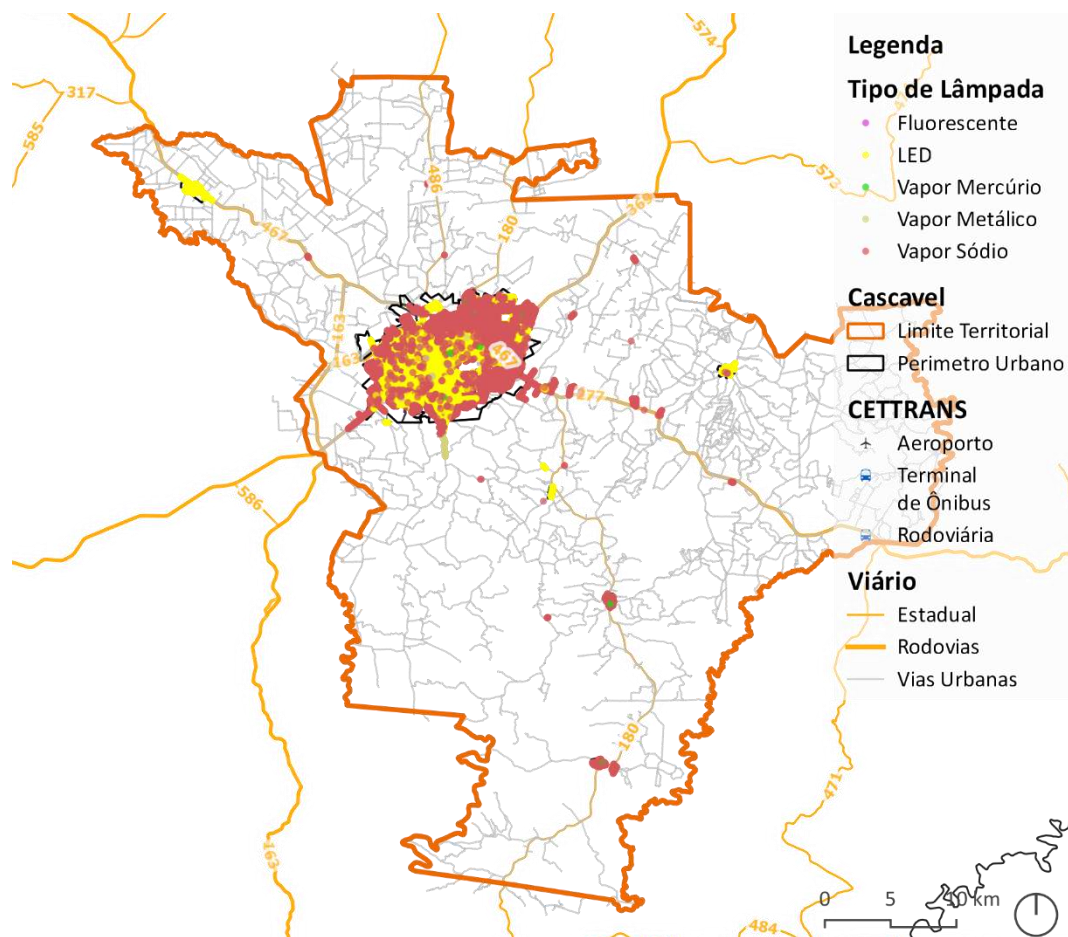 Legenda
Tipo de Lâmpada
Fluorescente
LED
Vapor Mercúrio
Vapor Metálico
Vapor Sódio
Cascavel
Limite Territorial
Perimetro Urbano
CETTRANS
Aeroporto
Terminal
de Ônibus
Rodoviária
Viário
Estadual
Rodovias
Vias Urbanas
574
317
585
573
486
180
369
467
163
163
467
277
586
180
471
163
484
0 5 10 km